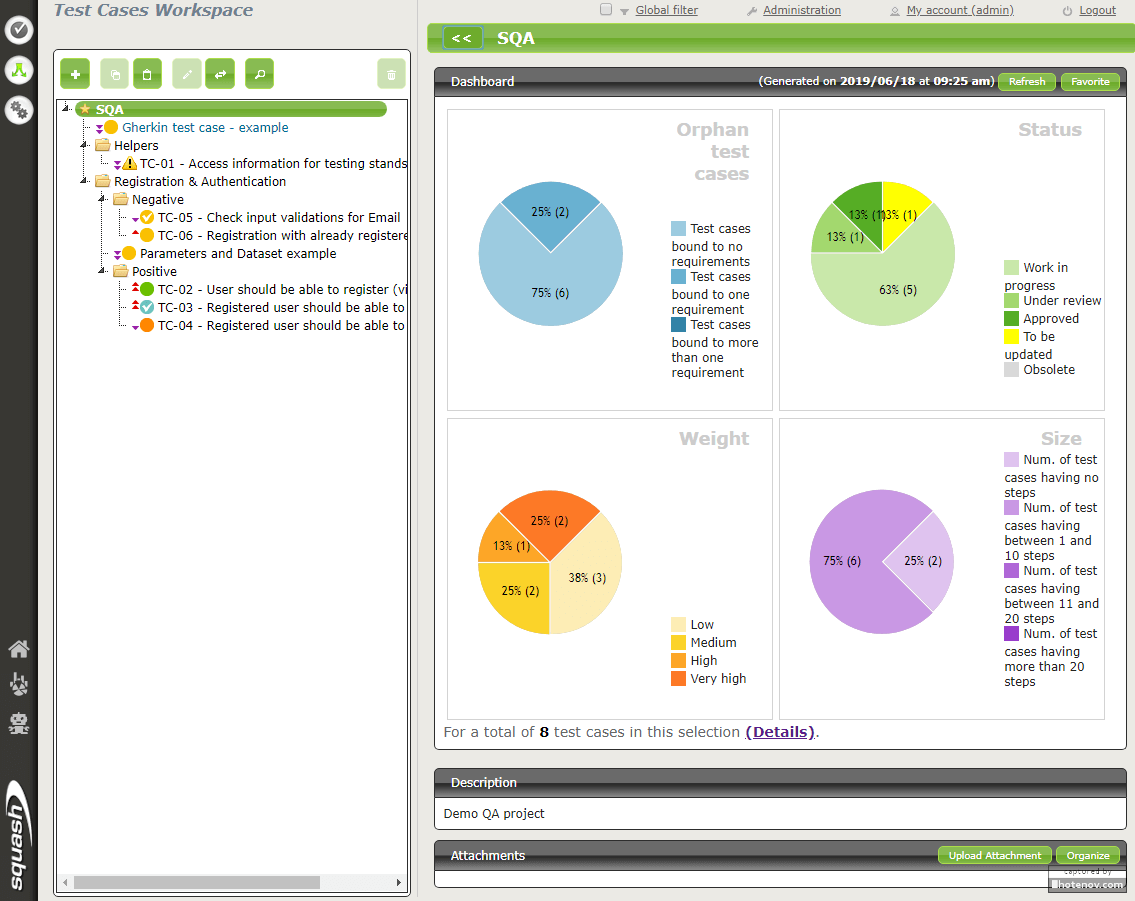 Test Cases Workspace
Global filter
Administration
My account (admin)
Logout
<<
SQA
SQA
Gherkin test case - example
Helpers
TC-01 - Access information for testing stands
Registration & Authentication
Negative
TC-05 - Check input validations for Email
TC-06 - Registration with already registere
Parameters and Dataset example
Positive
TC-02 - User should be able to register (vi
TC-03 - Registered user should be able to
TC-04 - Registered user should be able to
squash
Dashboard
(Generated on 2019/06/18 at 09:25 am)
Refresh
Favorite
Orphan
test
cases
25% (2)
75% (6)
Test cases
bound to no
requirements
Test cases
bound to one
requirement
Test cases
bound to more
than one
requirement
Status
13% (1)
13% (1)
13% (1)
63% (5)
Work in
progress
Under review
Approved
To be
updated
Obsolete
Weight
25% (2)
13% (1)
38% (3)
25% (2)
Low
Medium
High
Very high
Size
75% (6)
25% (2)
Num. of test
cases having no
steps
Num. of test
cases having
between 1 and
10 steps
Num. of test
cases having
between 11 and
20 steps
Num. of test
cases having
more than 20
steps
For a total of 8 test cases in this selection (Details).
Description
Demo QA project
Attachments
Upload Attachment
Organize
captured by
hotenov.com